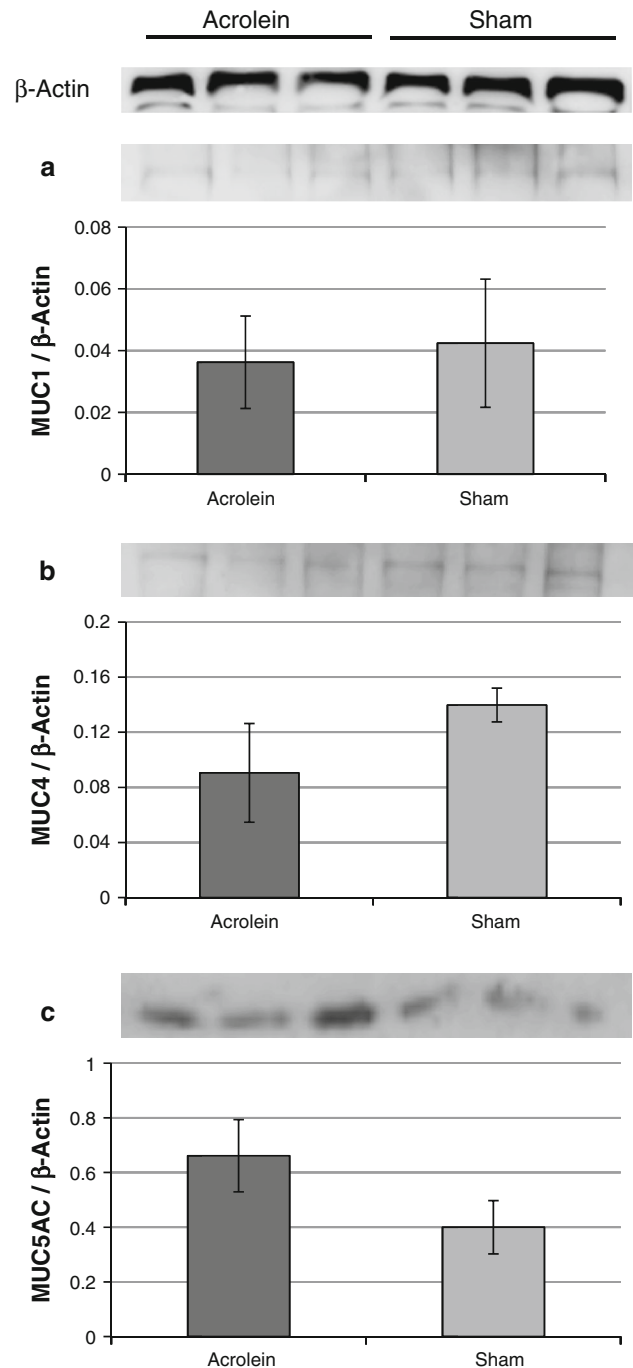 Acrolein Sham
β-Actin
a
0.08
0.06
0.04
0.02
0
MUC1 / β-Actin
Acrolein Sham
b
0.2
0.16
0.12
0.08
0.04
0
MUC4 / β-Actin
Acrolein Sham
c
1
0.8
0.6
0.4
0.2
0
MUC5AC / β-Actin
Acrolein Sham